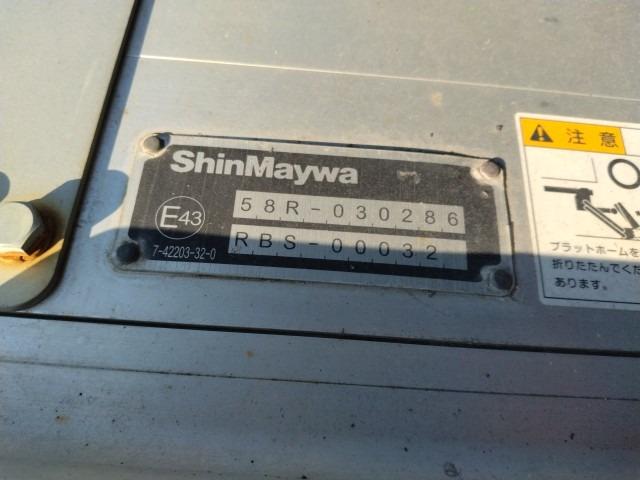 ShinMaywa
58R-030286
E43
RBS-00032
7-42203-32-0
注意
プラットホームを
折りたたんでくだ
あります。